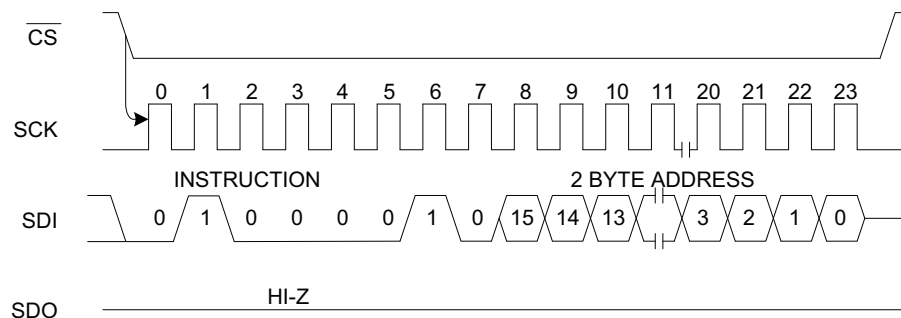 CS
0 1 2 3 4 5 6 7 8 9 10 11 20 21 22 23
SCK
INSTRUCTION 2 BYTE ADDRESS
SDI 0 1 0 0 0 0 1 0 15 14 13 3 2 1 0
HI-Z
SDO